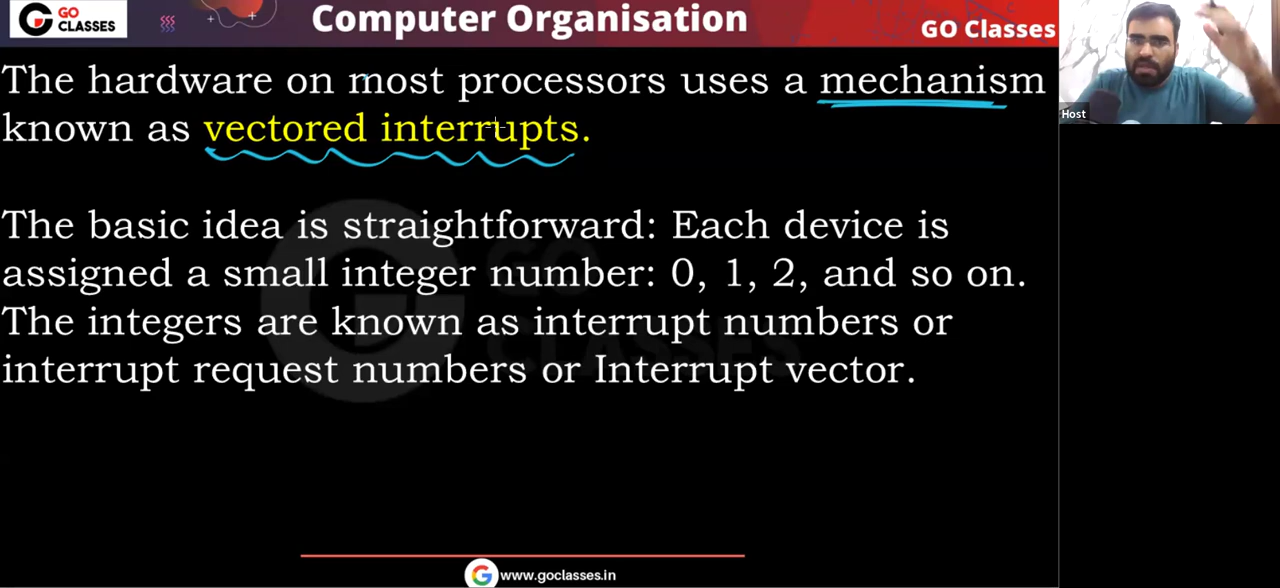 GO CLASSES
Computer Organisation
GO Classes
Host
The hardware on most processors uses a mechanism
known as vectored interrupts.
The basic idea is straightforward: Each device is
assigned a small integer number: 0, 1, 2, and so on.
The integers are known as interrupt numbers or
interrupt request numbers or Interrupt vector.
GO
CLASSES
www.goclasses.in